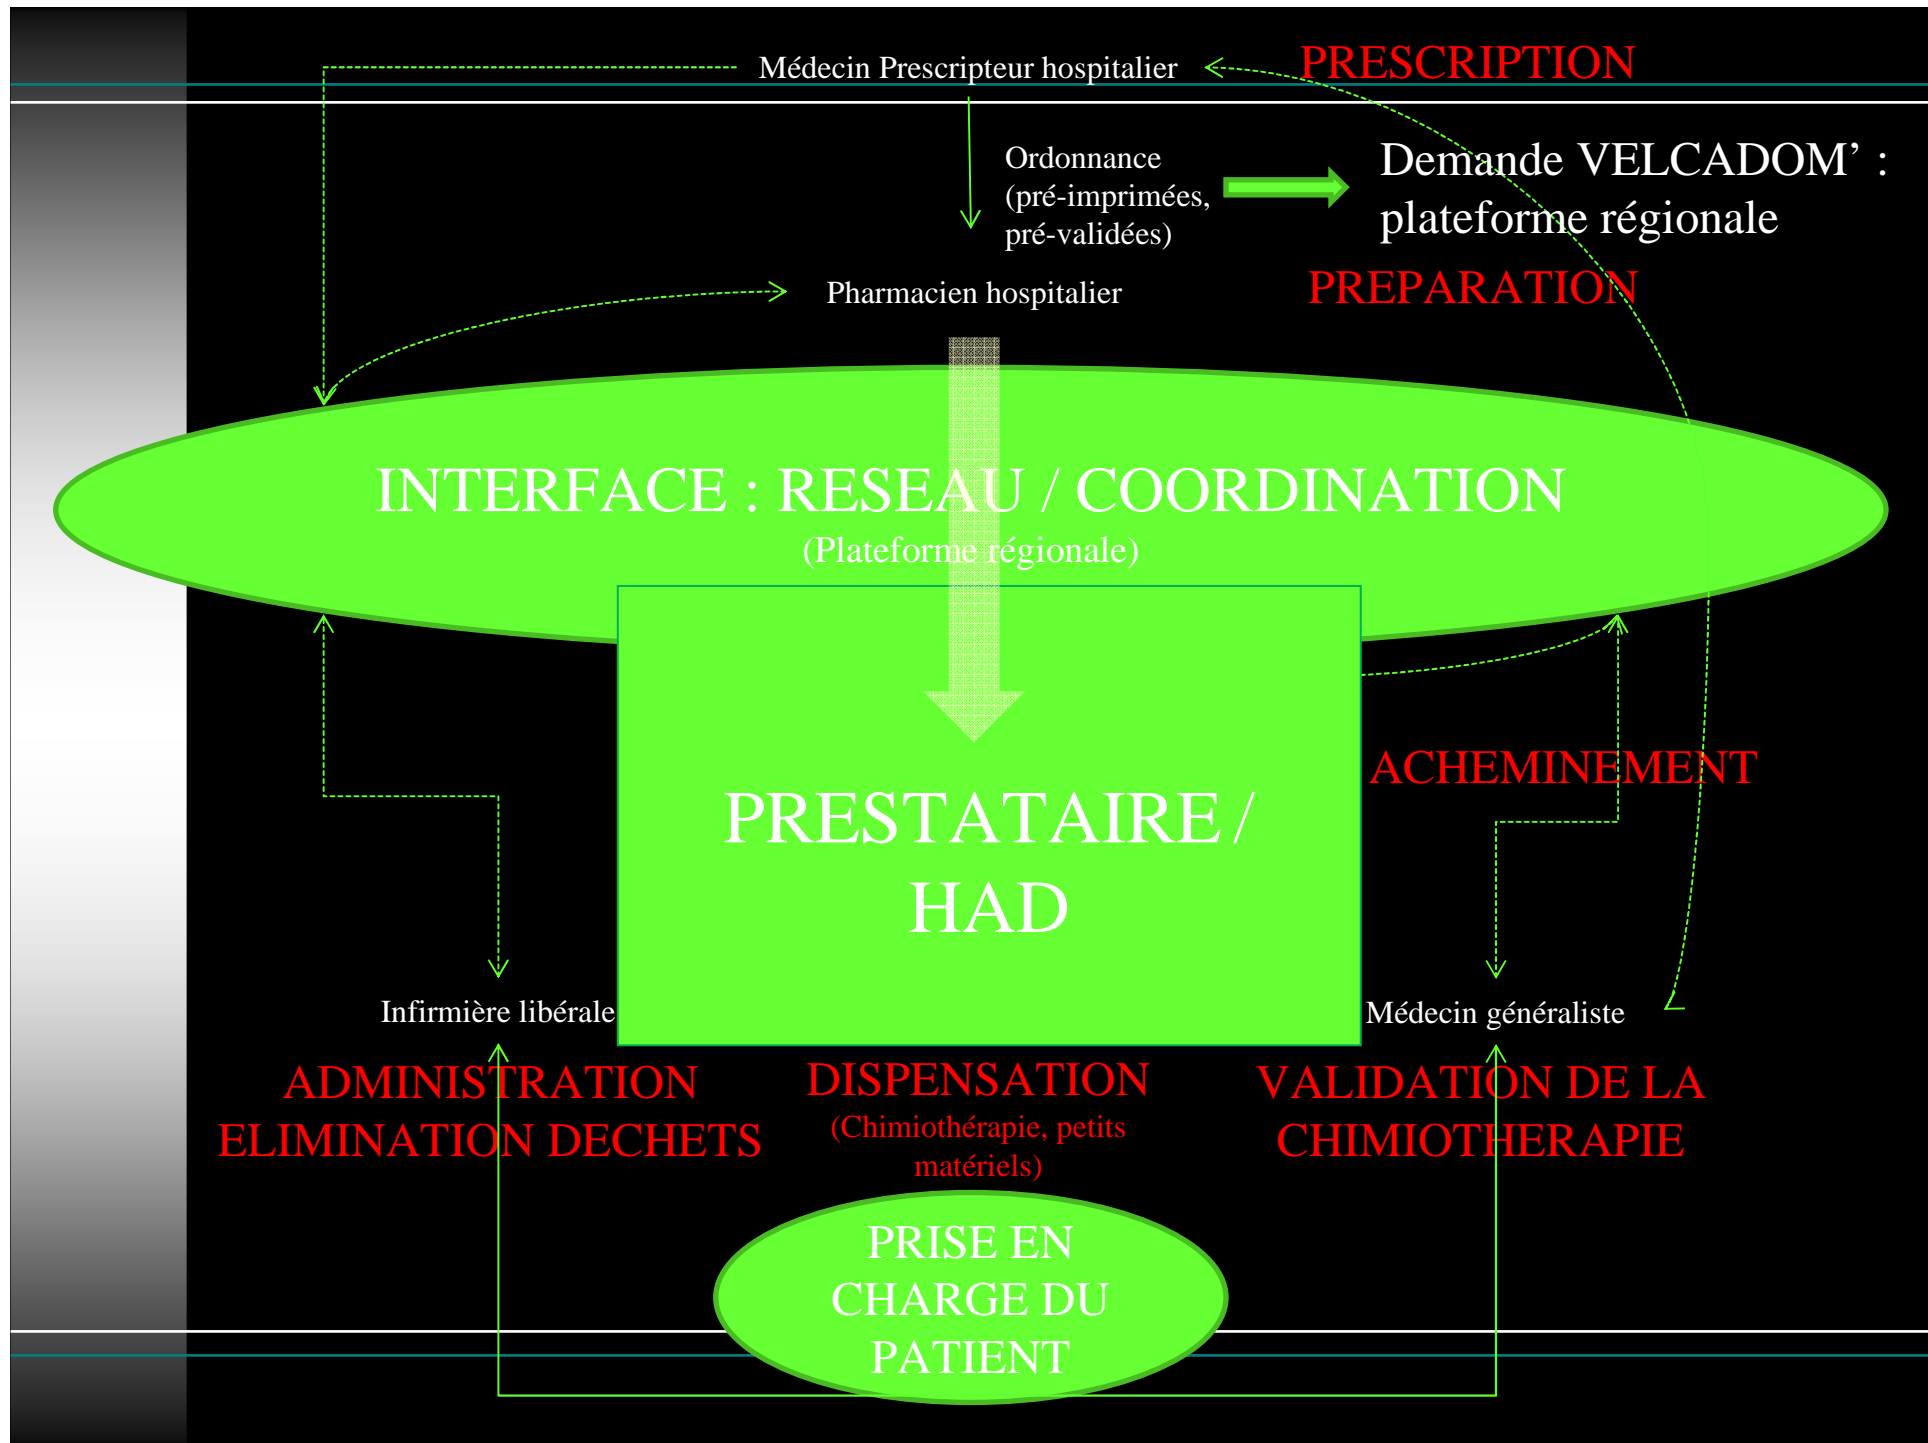 Médecin Prescripteur hospitalier
PRESCRIPTION
Ordonnance
(pré-imprimées,
pré-validées)
Demande VELCADOM’ :
plateforme régionale
Pharmacien hospitalier
PREPARATION
INTERFACE : RESEAU / COORDINATION
(Plateforme régionale)
ACHEMINEMENT
PRESTATAIRE /
HAD
Infirmière libérale
Médecin généraliste
ADMINISTRATION
ELIMINATION DECHETS
DISPENSATION
(Chimiothérapie, petits
matériels)
VALIDATION DE LA
CHIMIOTHERAPIE
PRISE EN
CHARGE DU
PATIENT